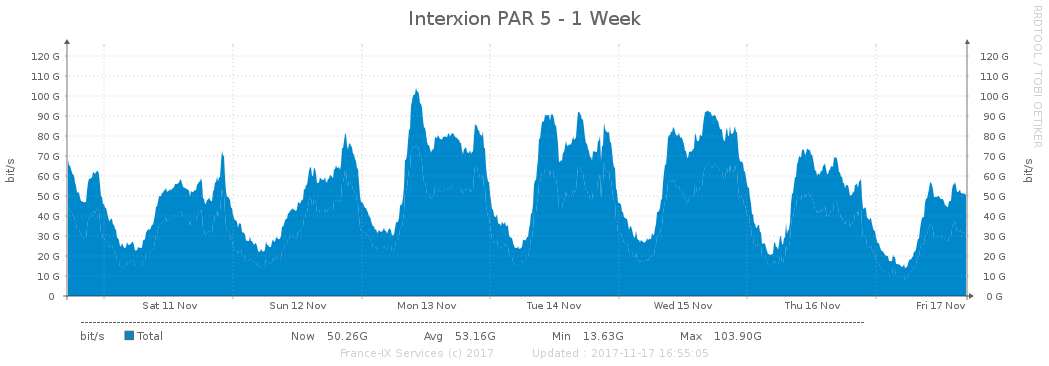 Interxion PAR 5 - 1 Week
RRDTOOL / TOBI OETIKER
120 G 120 G
110 G 110 G
100 G 100 G
90 G 90 G
80 G 80 G
70 G 70 G
60 G 60 G
50 G 50 G
40 G 40 G
30 G 30 G
20 G 20 G
10 G 10 G
0 0 G
bit/s
bit/s
Sat 11 Nov Sun 12 Nov Mon 13 Nov Tue 14 Nov Wed 15 Nov Thu 16 Nov Fri 17 Nov
bit/s Total Now 50.26G Avg 53.16G Min 13.63G Max 103.90G
France-IX Services (c) 2017 Updated : 2017-11-17 16:55:05